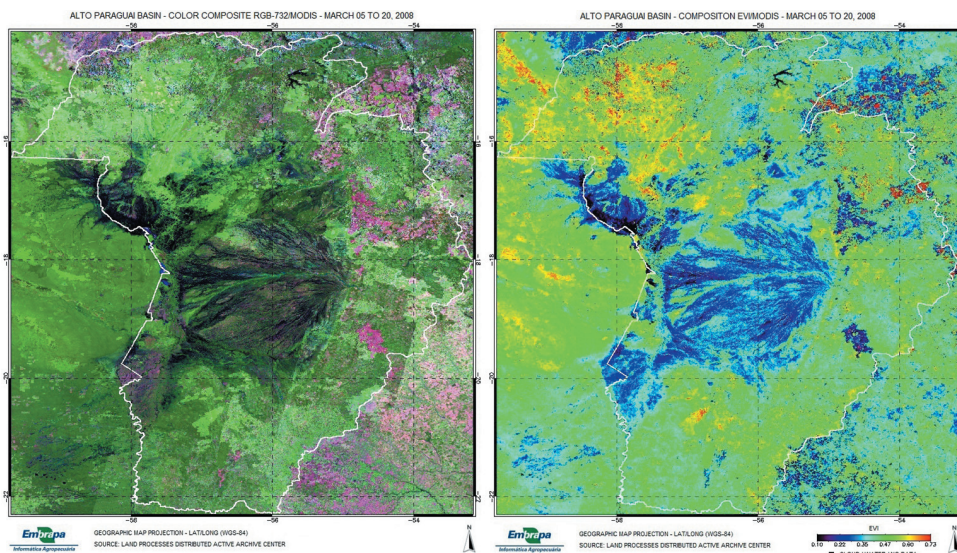 ALTO PARAGUAI BASIN - COLOR COMPOSITE RGB-732/MODIS - MARCH 05 TO 20, 2008
-58 -56 -54
-16
-18
-20
-22
-58 -56 -54
Embrapa
Informática Agropecuária
GEOGRAPHIC MAP PROJECTION - LAT/LONG (WGS-84)
SOURCE: LAND PROCESSES DISTRIBUTED ACTIVE ARCHIVE CENTER
N
ALTO PARAGUAI BASIN - COMPOSITON EVI/MODIS - MARCH 05 TO 20, 2008
-58 -56 -54
-16
-18
-20
-22
-58 -56 -54
Embrapa
Informática Agropecuária
GEOGRAPHIC MAP PROJECTION - LAT/LONG (WGS-84)
SOURCE: LAND PROCESSES DISTRIBUTED ACTIVE ARCHIVE CENTER
EVI
0.10 0.22 0.35 0.47 0.60 0.73
N